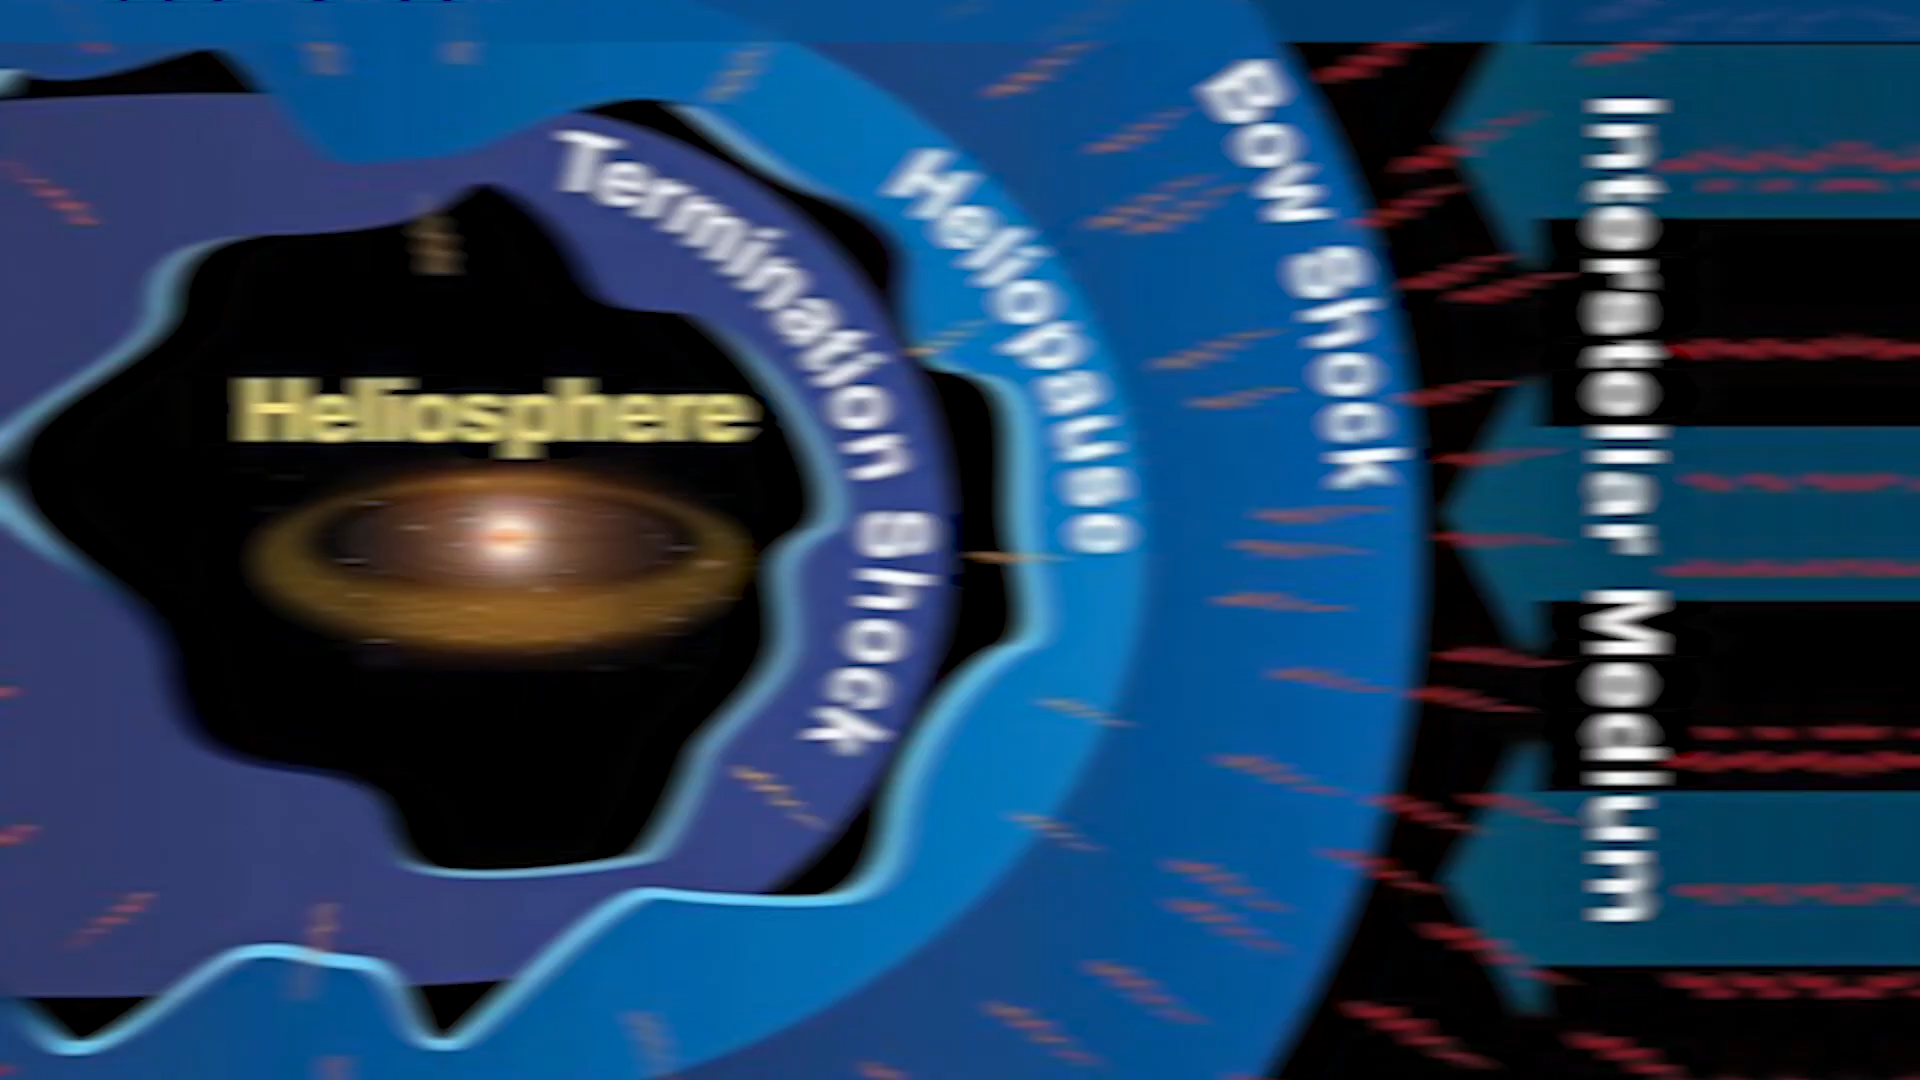 Heliosphere
Termination Shock
Heliopause
Bow Shock
Interstellar Medium